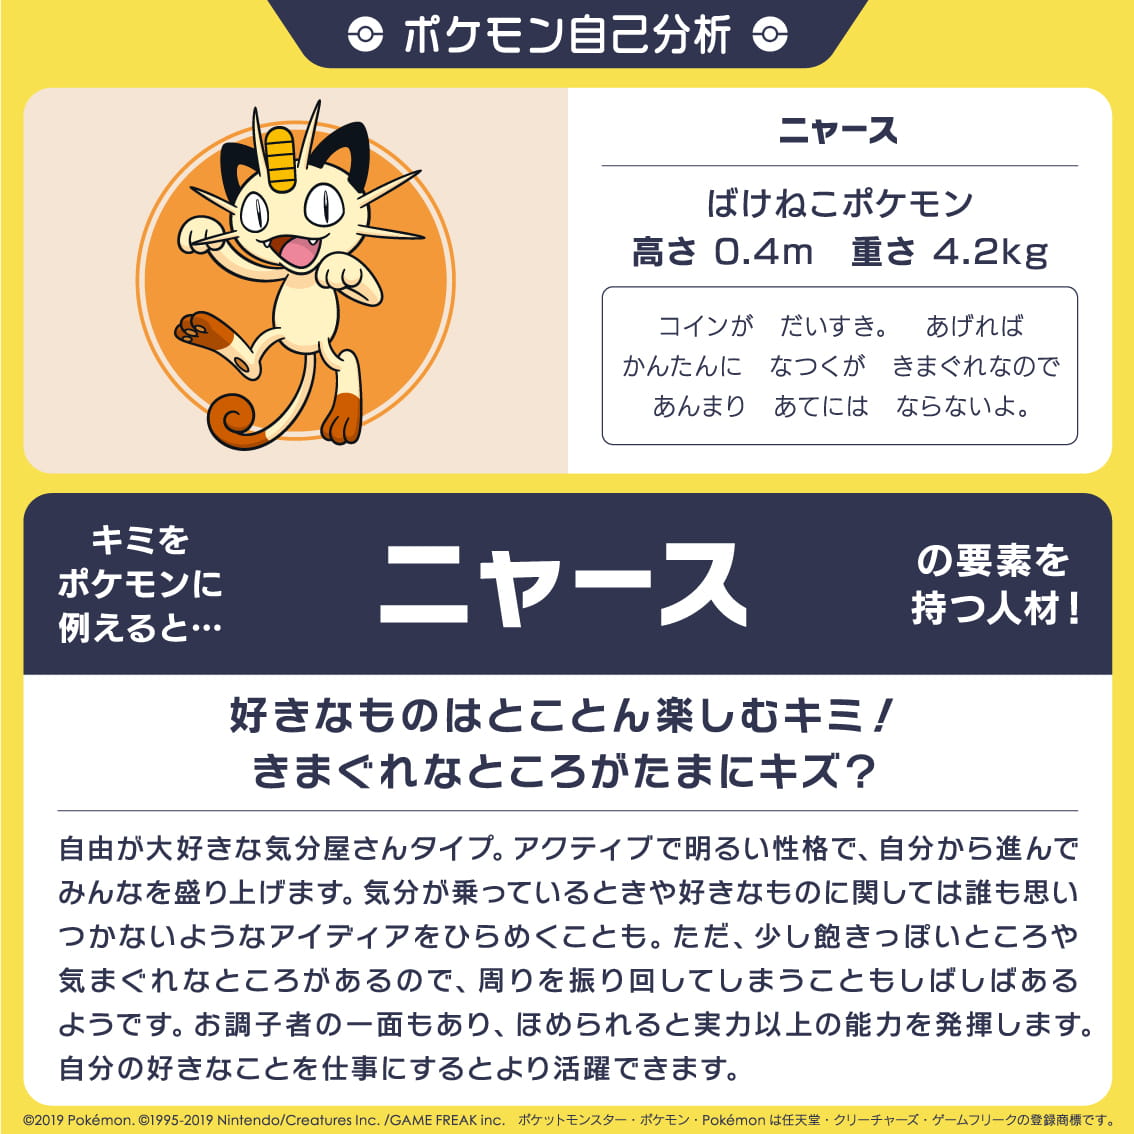 ポケモン自己分析
ニャース
ばけねこポケモン
高さ 0.4m　重さ 4.2kg
コインが　だいすき。　あげれば
かんたんに　なつくが　きまぐれなので
あんまり　あてには　ならないよ。
キミを
ポケモンに
例えると…
ニャース
の要素を
持つ人材！
好きなものはとことん楽しむキミ！
きまぐれなところがたまにキズ？
自由が大好きな気分屋さんタイプ。アクティブで明るい性格で、自分から進んで
みんなを盛り上げます。気分が乗っているときや好きなものに関しては誰も思い
つかないようなアイディアをひらめくことも。ただ、少し飽きっぽいところや
気まぐれなところがあるので、周りを振り回してしまうこともしばしばある
ようです。お調子者の一面もあり、ほめられると実力以上の能力を発揮します。
自分の好きなことを仕事にするとより活躍できます。
©2019 Pokémon. ©1995-2019 Nintendo/Creatures Inc. /GAME FREAK inc.　ポケットモンスター・ポケモン・Pokémon は任天堂・クリーチャーズ・ゲームフリークの登録商標です。